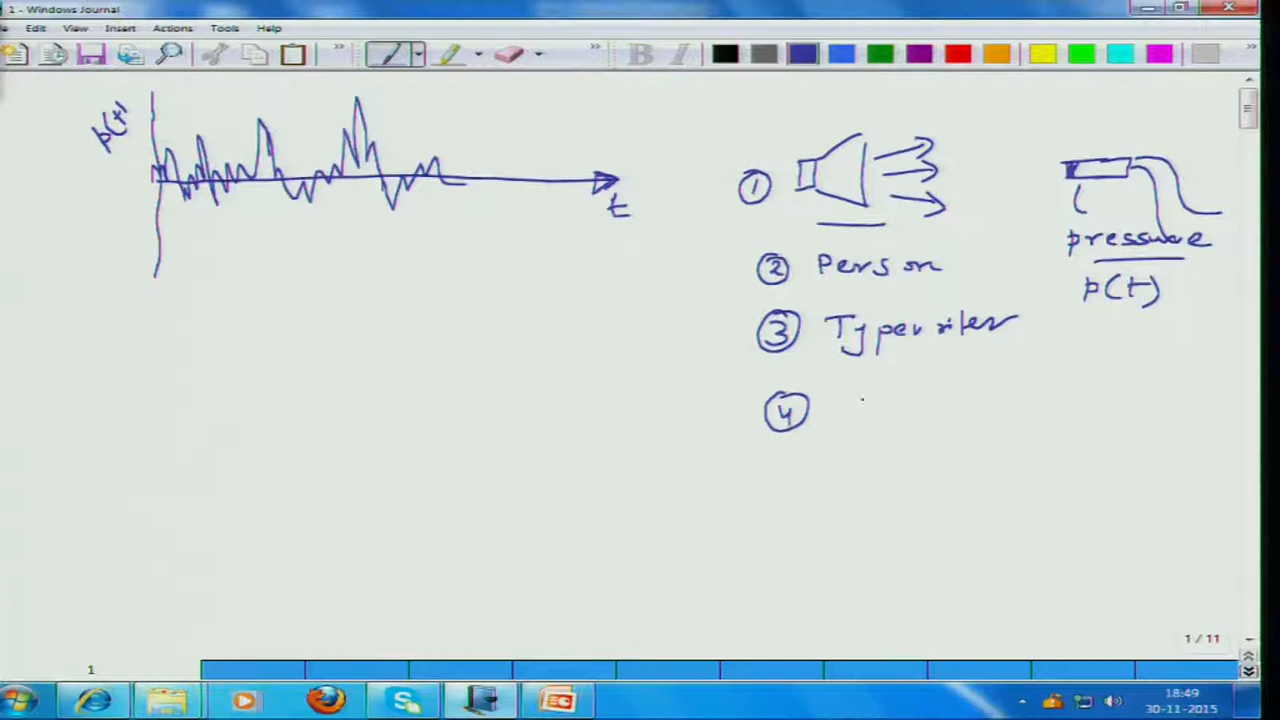 1 - Windows Journal
Edit View Insert Actions Tools Help
p(t)
t
①
② Person
③ Typewriter
④
pressure
p(t)
1 / 11
1
18:49
30-11-2015